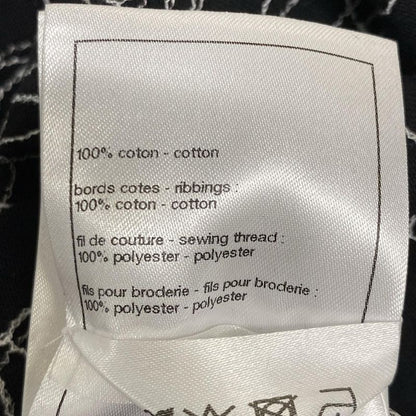 100% coton - cotton
bords cotes - ribbings :
100% coton - cotton
fil de couture - sewing thread :
100% polyester - polyester
fils pour broderie - fils pour broderie :
100% polyester - polyester